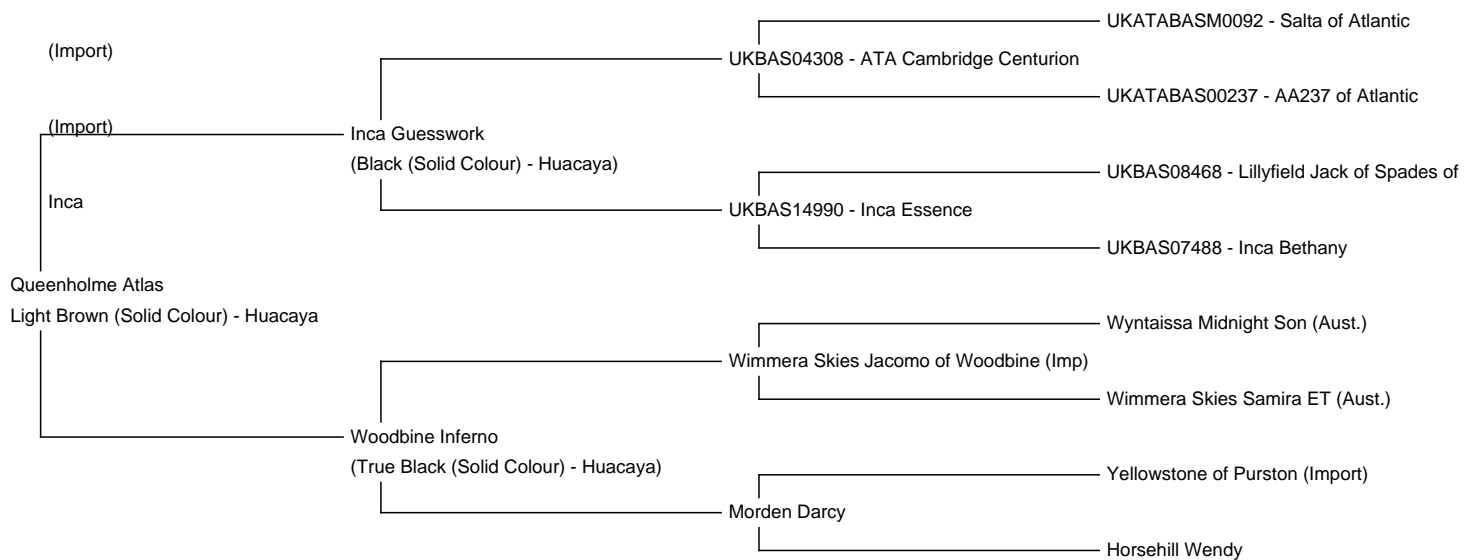 UKATABASM0092 - Salta of Atlantic
(Import)
UKBAS04308 - ATA Cambridge Centurion
UKATABAS00237 - AA237 of Atlantic
(Import)
Inca Guesswork
(Black (Solid Colour) - Huacaya)
UKBAS08468 - Lillyfield Jack of Spades of
Inca
UKBAS14990 - Inca Essence
UKBAS07488 - Inca Bethany
Queenholme Atlas
Light Brown (Solid Colour) - Huacaya
Wyntaissa Midnight Son (Aust.)
Wimmera Skies Jacomo of Woodbine (Imp)
Wimmera Skies Samira ET (Aust.)
Woodbine Inferno
(True Black (Solid Colour) - Huacaya)
Yellowstone of Purston (Import)
Morden Darcy
Horsehill Wendy